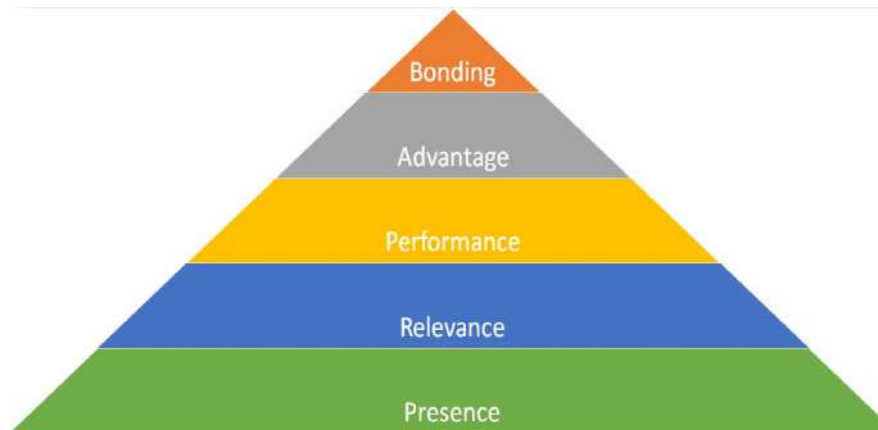 Bonding
Advantage
Performance
Relevance
Presence